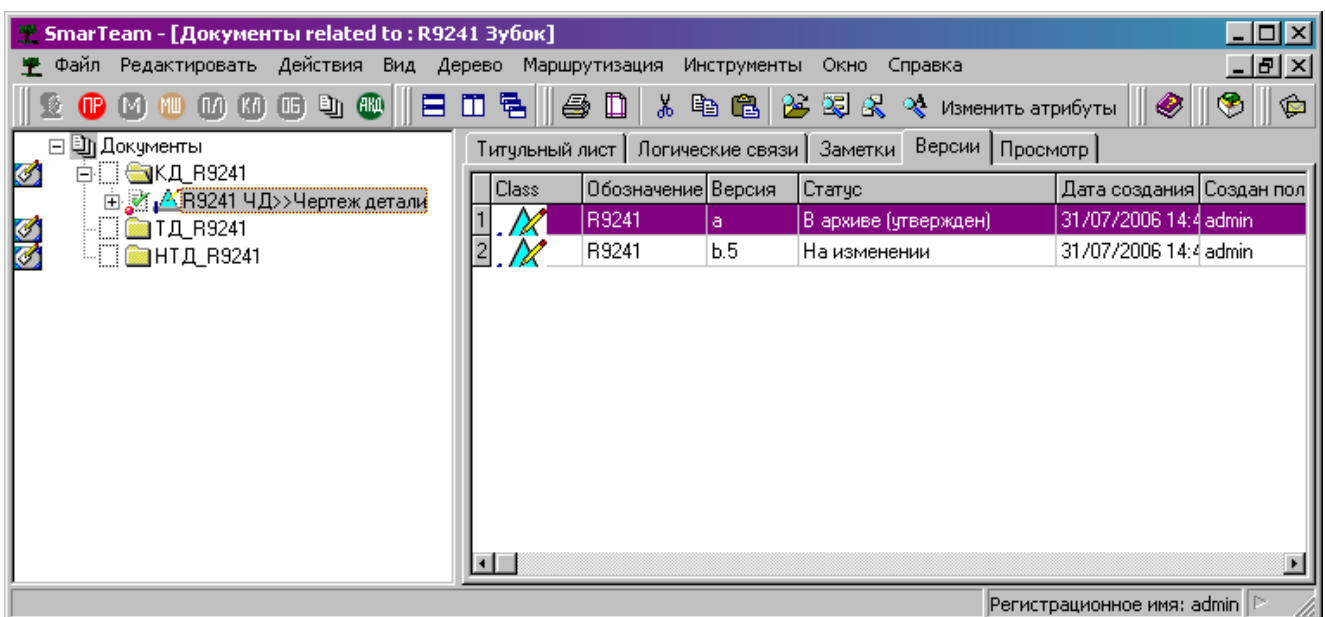 SmarTeam - [Документы related to : R9241 Зубок]
Файл Редактировать Действия Вид Дерево Маршрутизация Инструменты Окно Справка
ПР М МШ П/Л К/Л ОБ АКД Изменить атрибуты
Документы
КД_R9241
R9241 ЧД>>Чертеж детали
ТД_R9241
НТД_R9241
Титульный лист Логические связи Заметки Версии Просмотр
Class Обозначение Версия Статус Дата создания Создан пол
1 R9241 a В архиве (утвержден) 31/07/2006 14:4 admin
2 R9241 b.5 На изменении 31/07/2006 14:4 admin
Регистрационное имя: admin